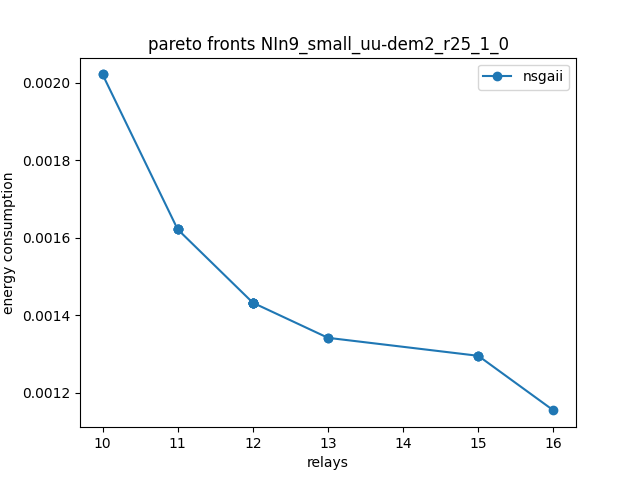 pareto fronts NIn9_small_uu-dem2_r25_1_0
nsgaii
energy consumption
0.0020
0.0018
0.0016
0.0014
0.0012
10 11 12 13 14 15 16
relays